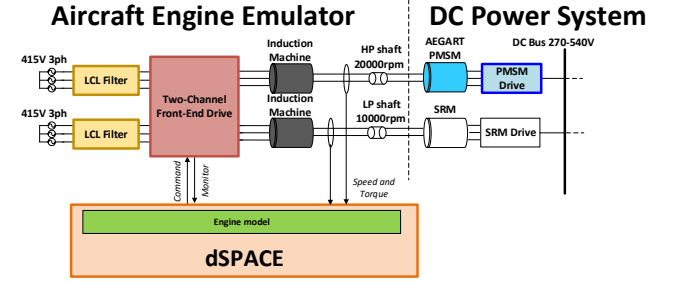 Aircraft Engine Emulator
DC Power System
415V 3ph
LCL Filter
415V 3ph
LCL Filter
Two-Channel
Front-End Drive
Induction
Machine
Induction
Machine
HP shaft
20000rpm
LP shaft
10000rpm
AEGART
PMSM
PMSM
Drive
DC Bus 270-540V
SRM
SRM Drive
Command
Monitor
Speed and
Torque
Engine model
dSPACE